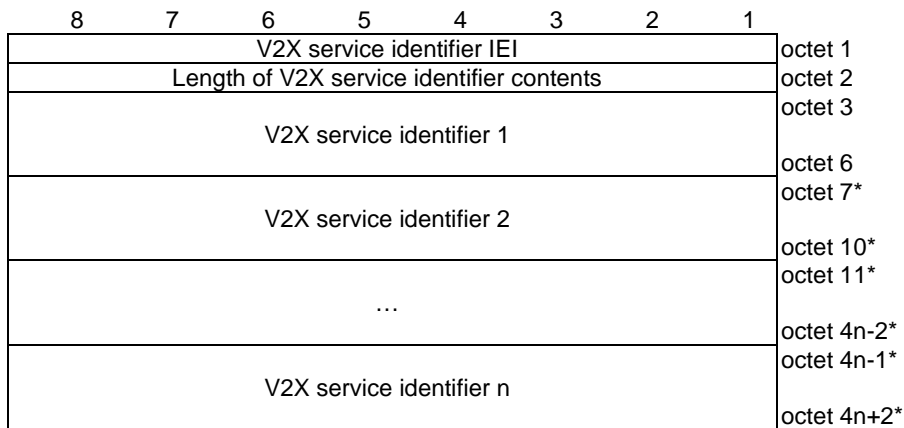 8 7 6 5 4 3 2 1
V2X service identifier IEI octet 1
Length of V2X service identifier contents octet 2
octet 3
V2X service identifier 1
octet 6
octet 7*
V2X service identifier 2
octet 10*
octet 11*
…
octet 4n-2*
octet 4n-1*
V2X service identifier n
octet 4n+2*